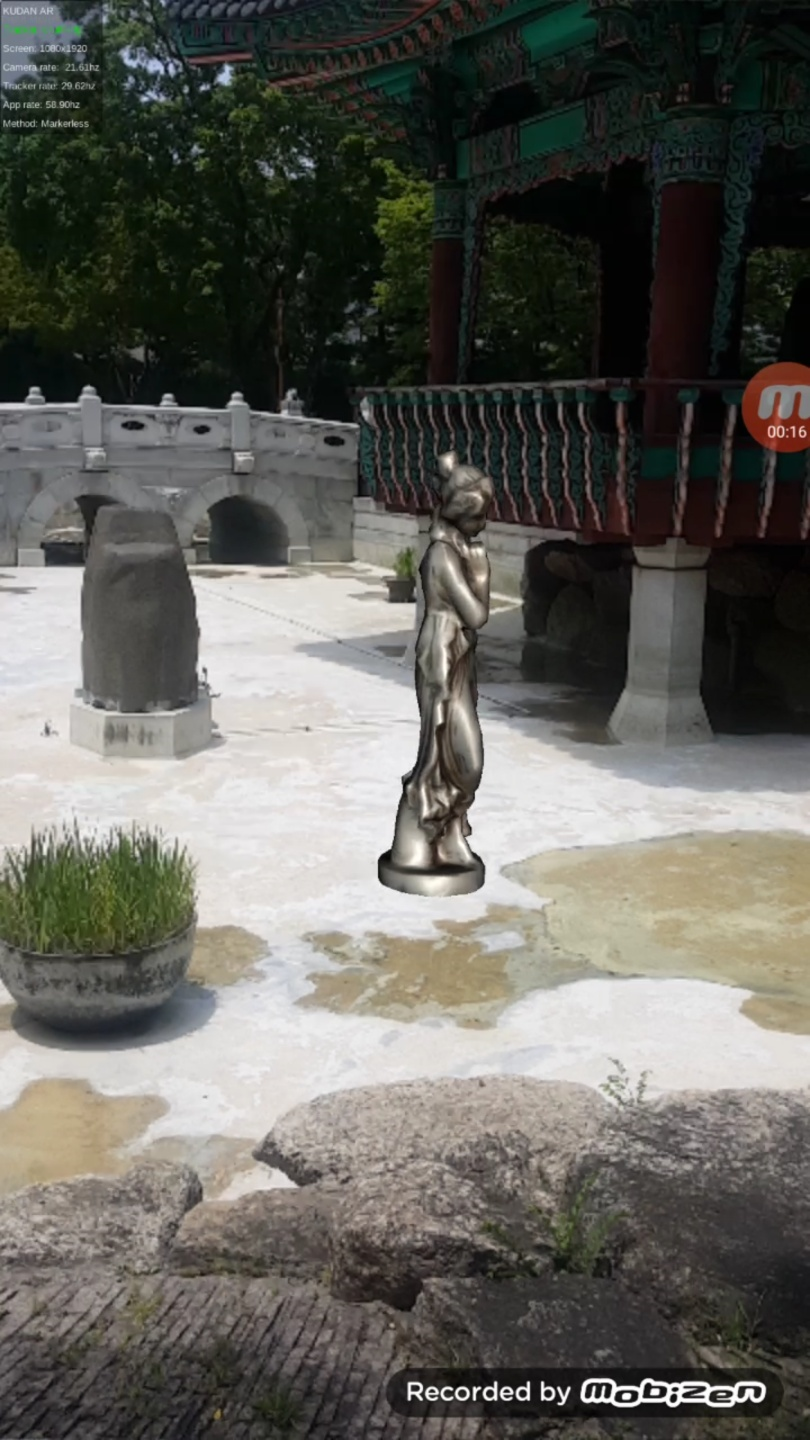 KUDAN AR
Screen: 1080x1920
Camera rate: 21.61hz
Tracker rate: 29.62hz
App rate: 58.90hz
Method: Markerless
00:16
Recorded by mobizen